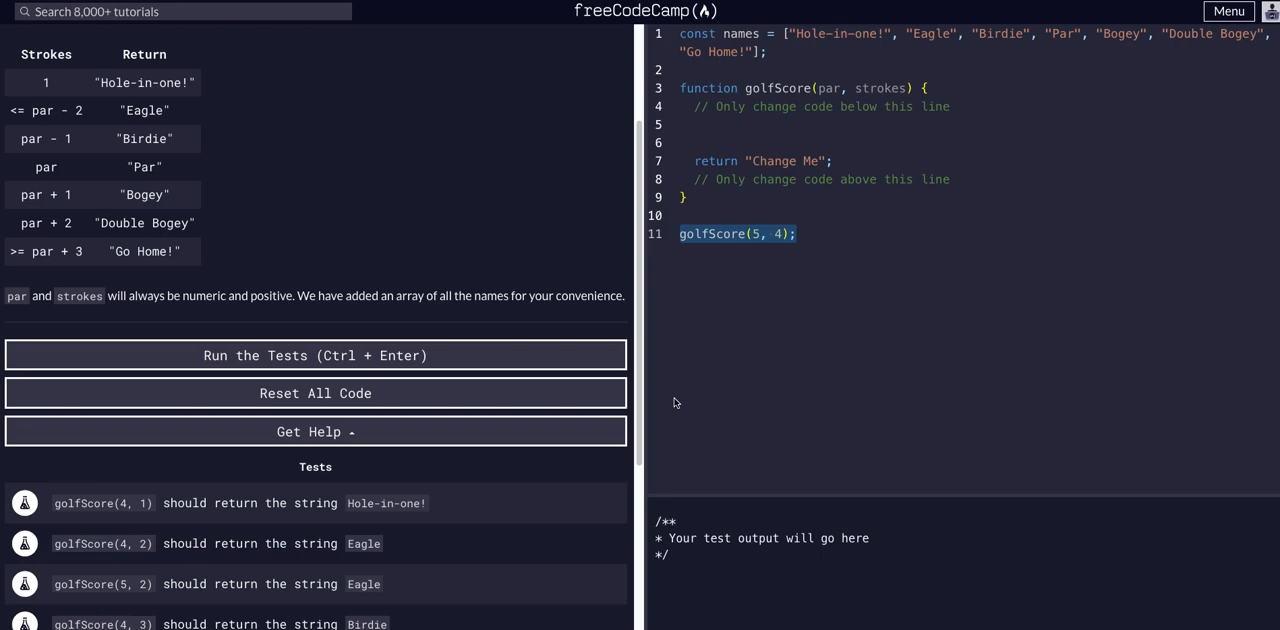 Search 8,000+ tutorials
freeCodeCamp
Menu
Strokes Return
1 "Hole-in-one!"
<= par - 2 "Eagle"
par - 1 "Birdie"
par "Par"
par + 1 "Bogey"
par + 2 "Double Bogey"
>= par + 3 "Go Home!"
par and strokes will always be numeric and positive. We have added an array of all the names for your convenience.
Run the Tests (Ctrl + Enter)
Reset All Code
Get Help
Tests
golfScore(4, 1) should return the string Hole-in-one!
golfScore(4, 2) should return the string Eagle
golfScore(5, 2) should return the string Eagle
golfScore(4, 3) should return the string Birdie
1 const names = ["Hole-in-one!", "Eagle", "Birdie", "Par", "Bogey", "Double Bogey",
"Go Home!"];
2
3 function golfScore(par, strokes) {
4 // Only change code below this line
5
6
7 return "Change Me";
8 // Only change code above this line
9 }
10
11 golfScore(5, 4);
/**
* Your test output will go here
*/